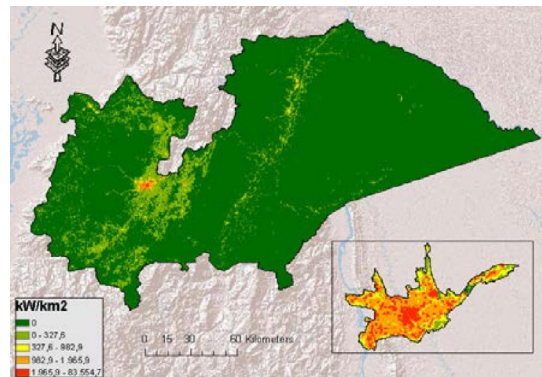 N
kW/km2
0
0 - 327,5
327,6 - 982,9
982,9 - 1.965,9
1.965,9 - 83.554,7
0 15 30 60 Kilometers